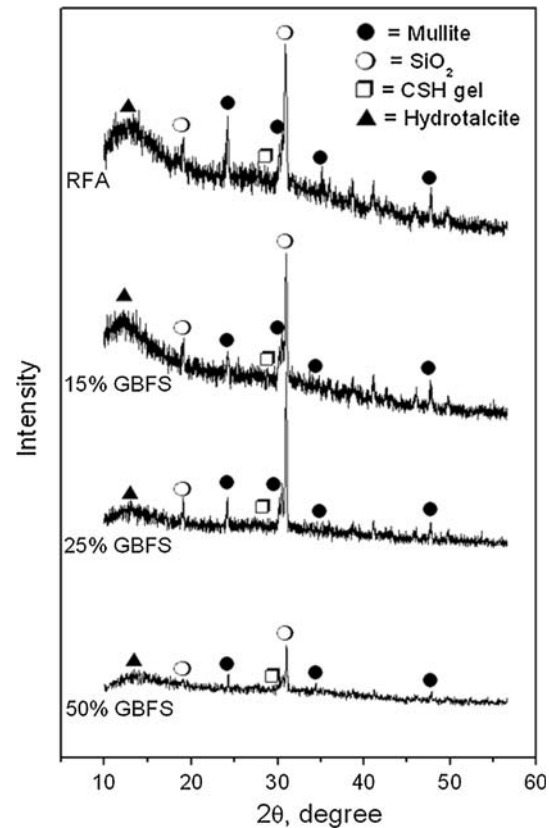 = Mullite
= SiO₂
= CSH gel
= Hydrotalcite
RFA
15% GBFS
25% GBFS
50% GBFS
Intensity
10 20 30 40 50 60
2θ, degree